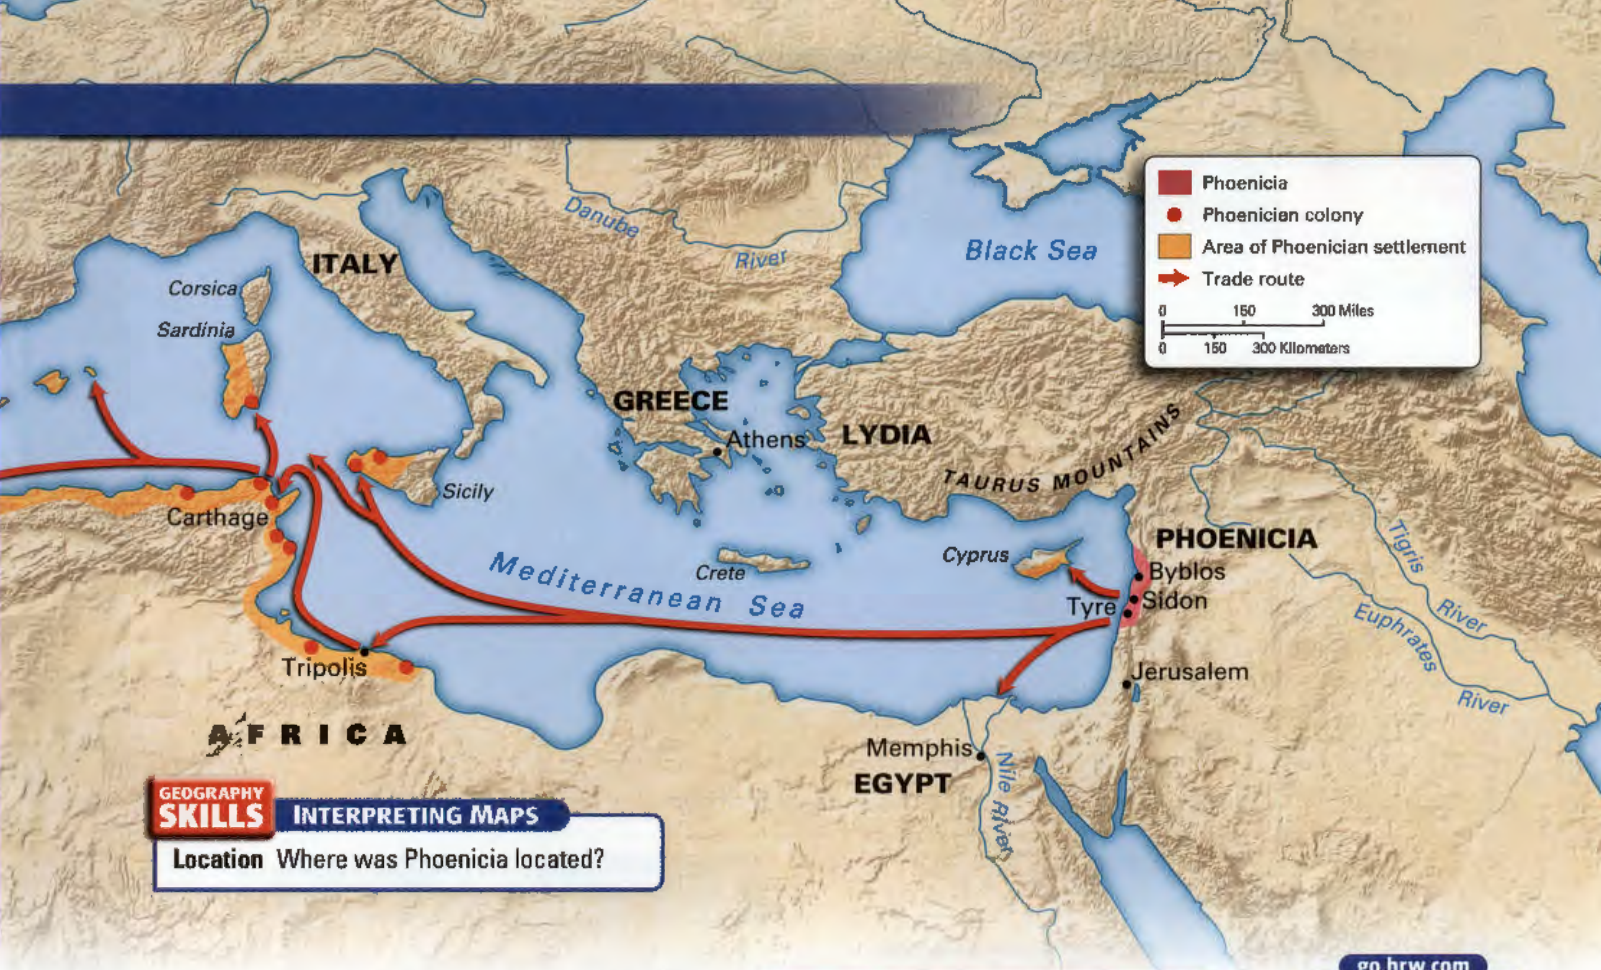 Phoenicia
Phoenician colony
Area of Phoenician settlement
Trade route
0 150 300 Miles
0 150 300 Kilometers
Danube
River
Black Sea
ITALY
Corsica
Sardinia
GREECE
Athens
LYDIA
TAURUS MOUNTAINS
Sicily
Carthage
Mediterranean Sea
Crete
Cyprus
PHOENICIA
Byblos
Sidon
Tyre
Tigris
River
Euphrates
River
Jerusalem
Tripolis
AFRICA
Memphis
EGYPT
Nile River
GEOGRAPHY
SKILLS
INTERPRETING MAPS
Location Where was Phoenicia located?
go.hrw.com